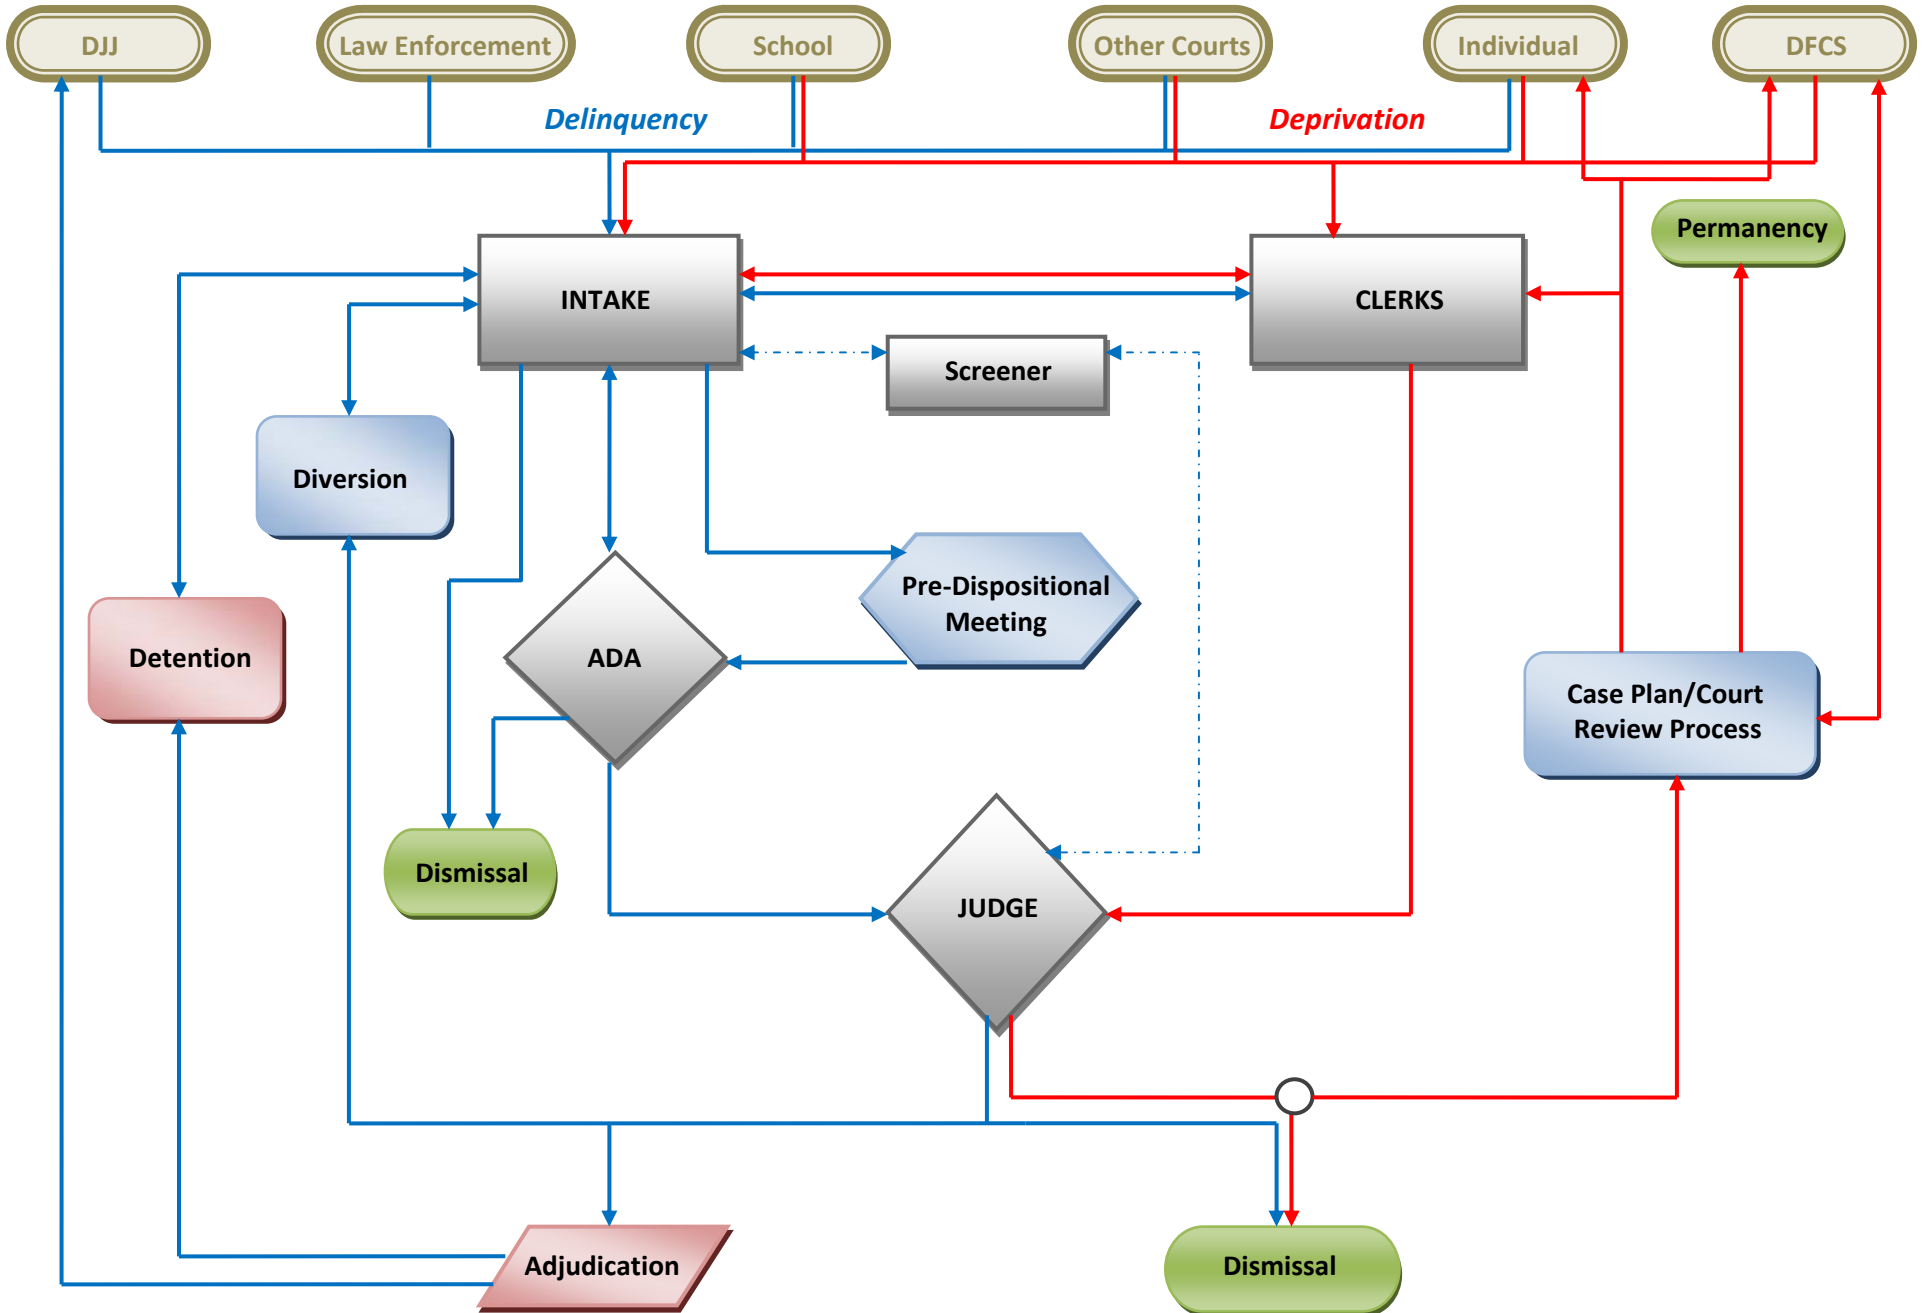 DJJ
Law Enforcement
School
Other Courts
Individual
DFCS
Delinquency
Deprivation
Permanency
INTAKE
CLERKS
Screener
Diversion
Pre-Dispositional
Meeting
Detention
ADA
Case Plan/Court
Review Process
Dismissal
JUDGE
Adjudication
Dismissal